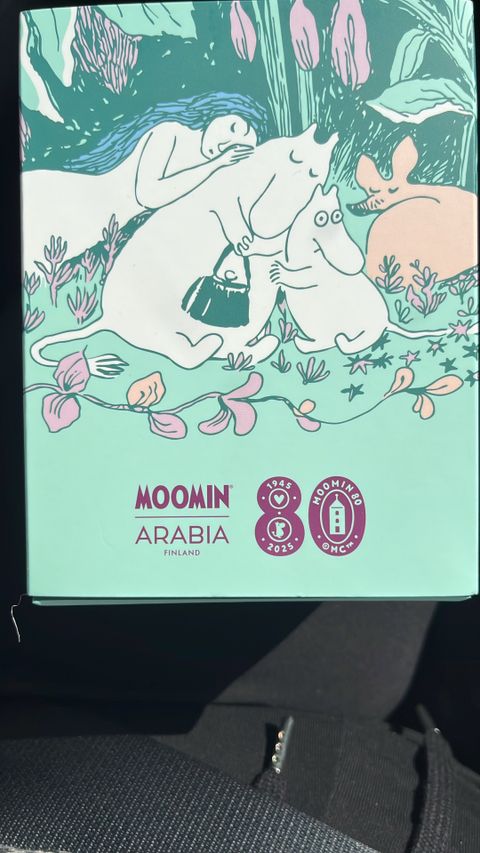 MOOMIN®
ARABIA
FINLAND
1945
2025
80
MOOMIN 80
©MC™